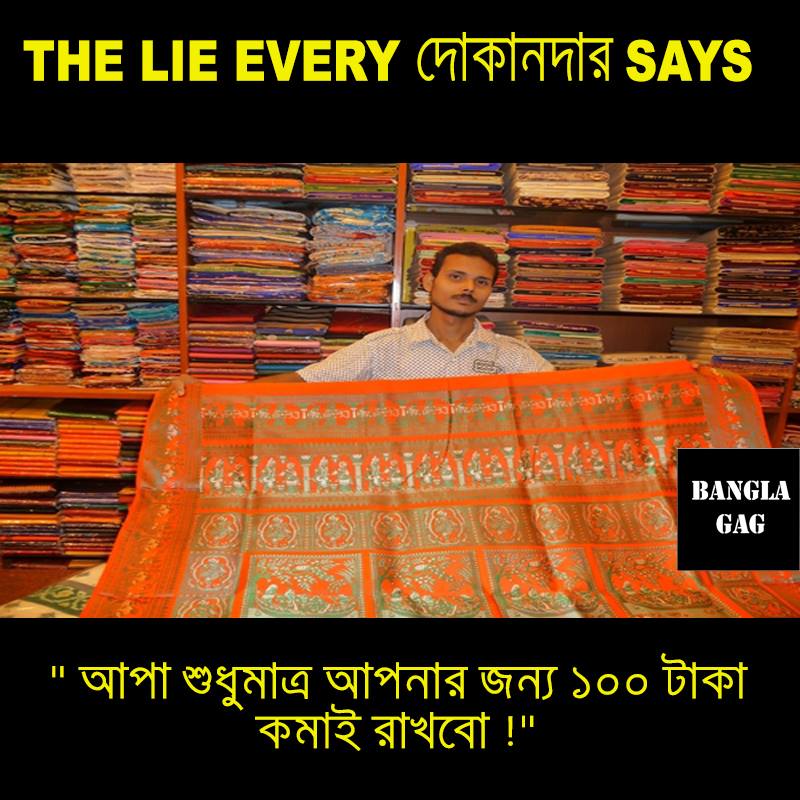 THE LIE EVERY দোকানদার SAYS
BANGLA
GAG
" আপা শুধুমাত্র আপনার জন্য ১০০ টাকা
কমাই রাখবো !"